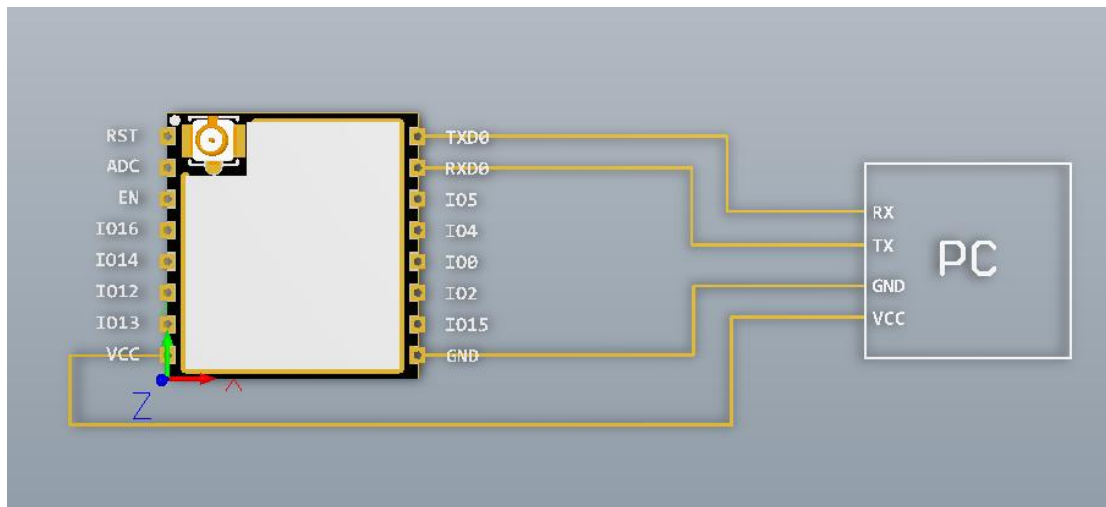 RST
ADC
EN
IO16
IO14
IO12
IO13
VCC
TXD0
RXD0
IO5
IO4
IO0
IO2
IO15
GND
RX
TX
GND
VCC
PC
X
Z